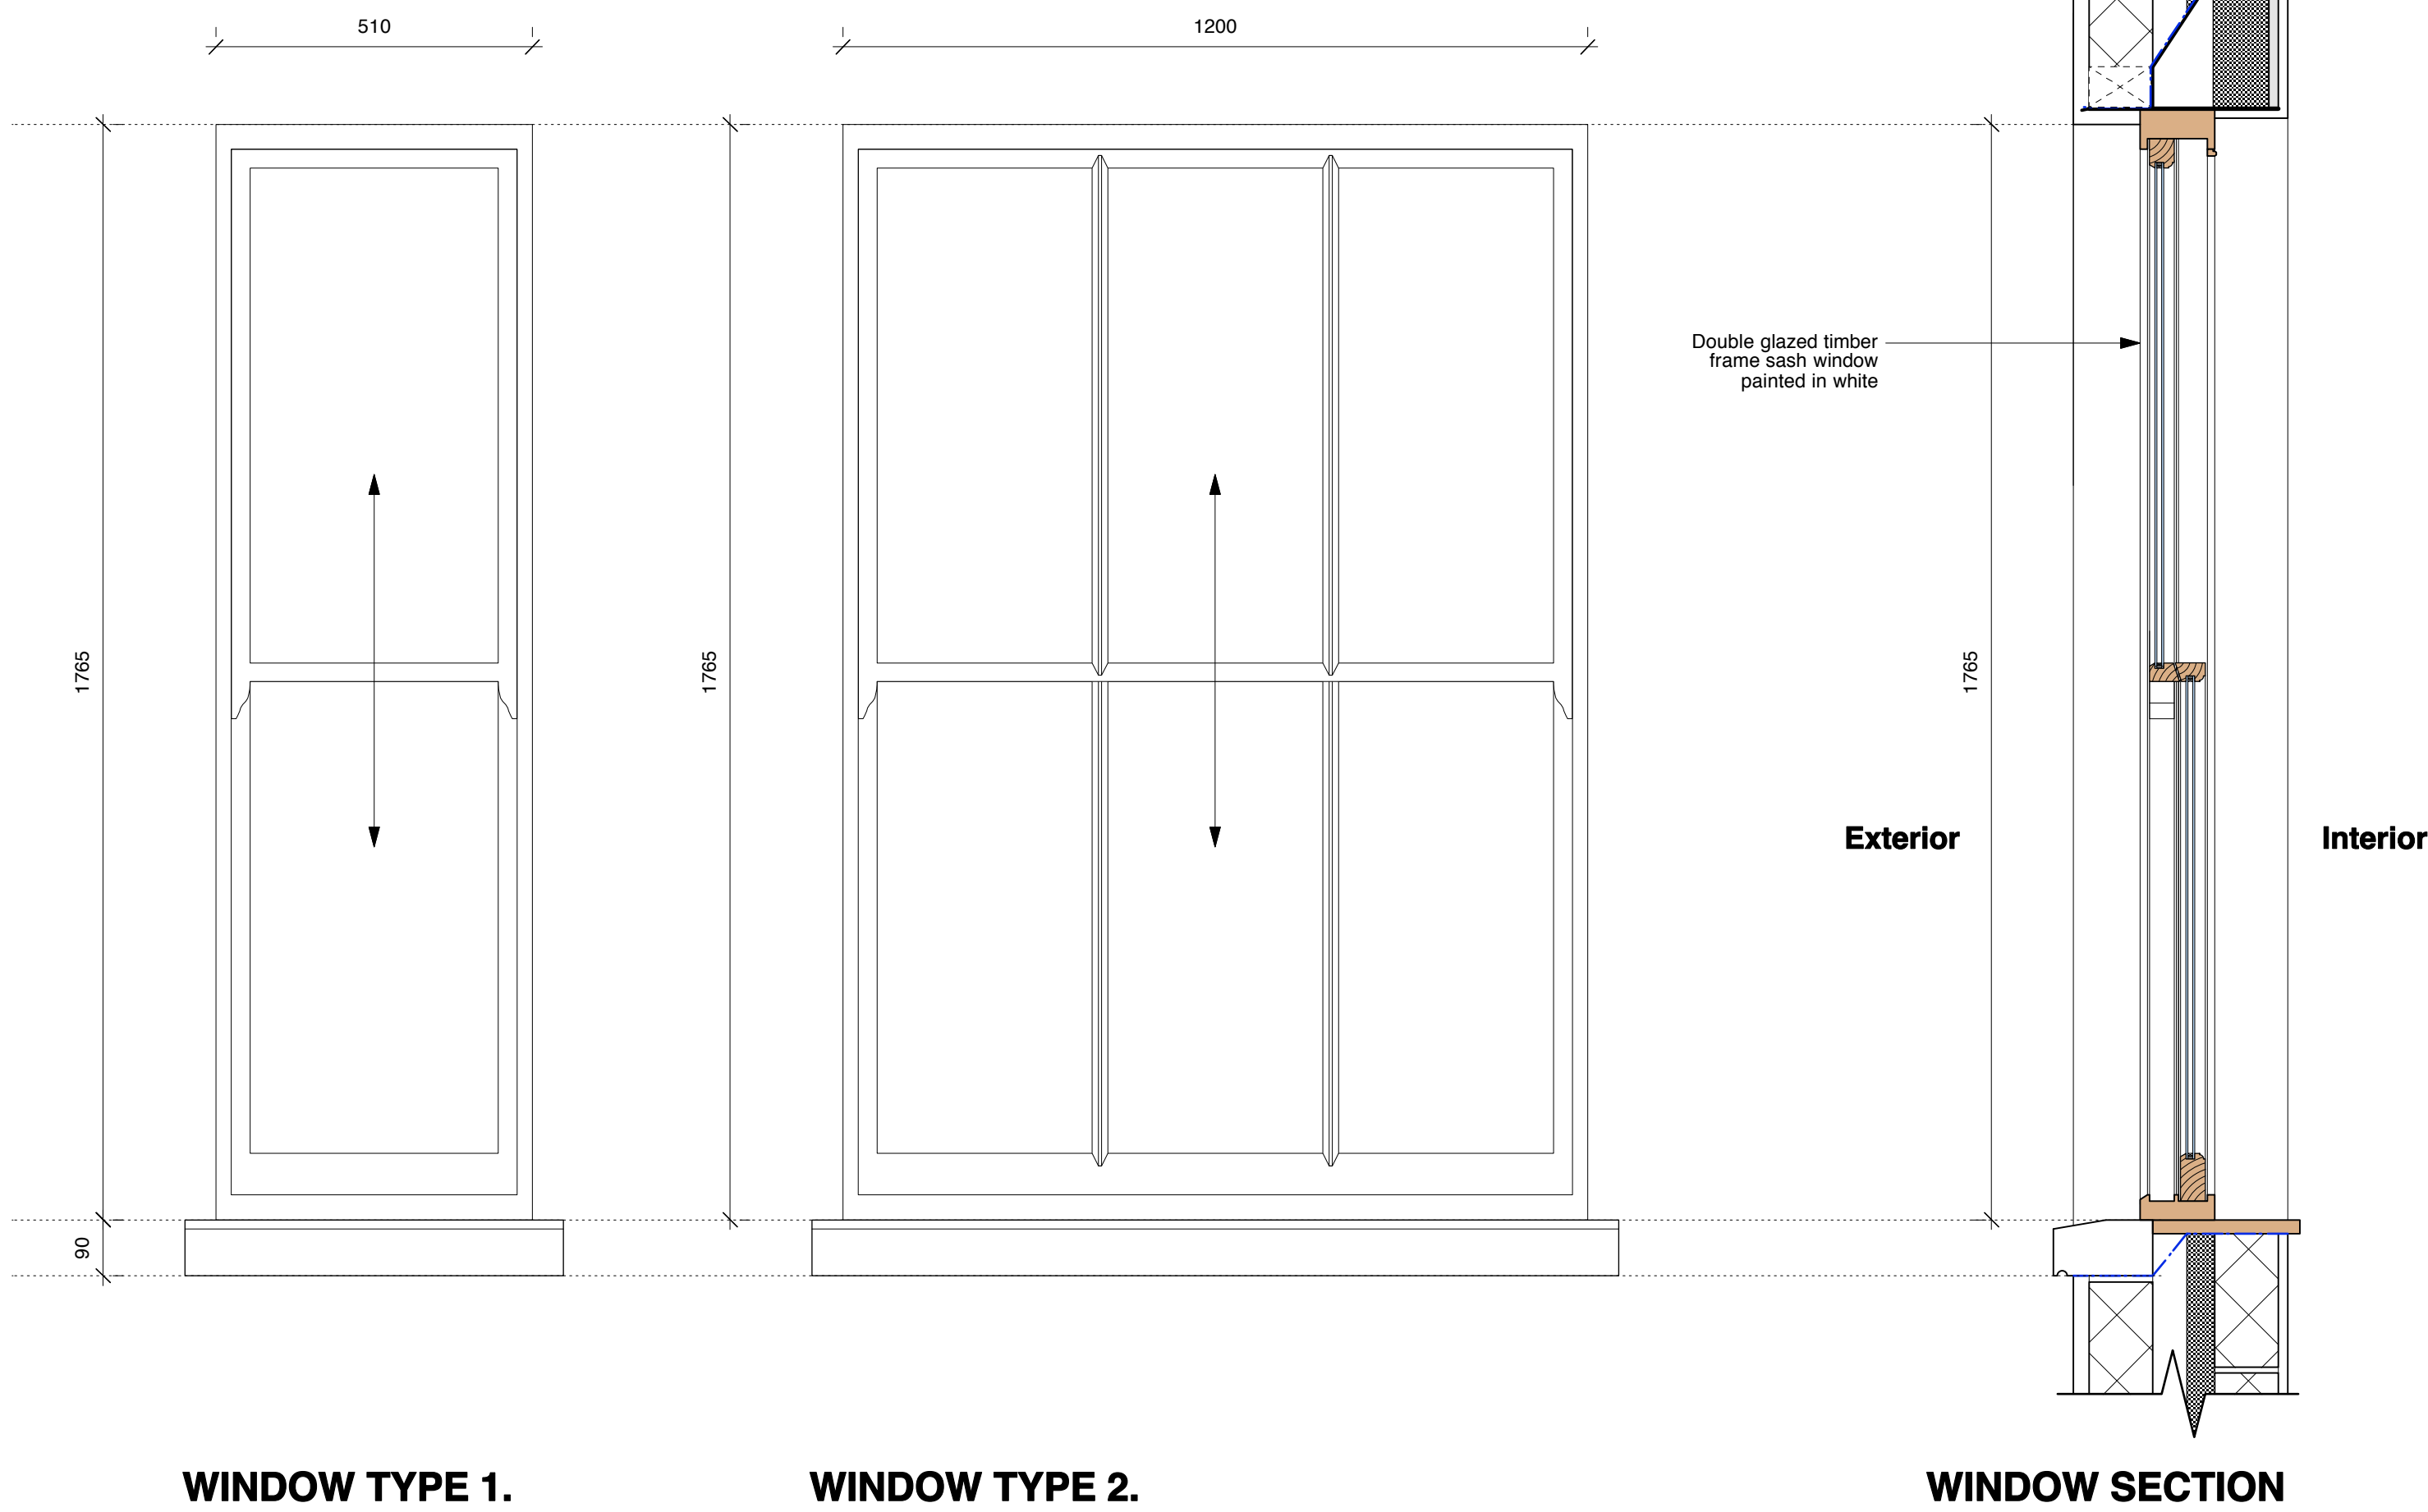 510
1200
Double glazed timber
frame sash window
painted in white
1765
1765
1765
Exterior
Interior
90
WINDOW TYPE 1.
WINDOW TYPE 2.
WINDOW SECTION